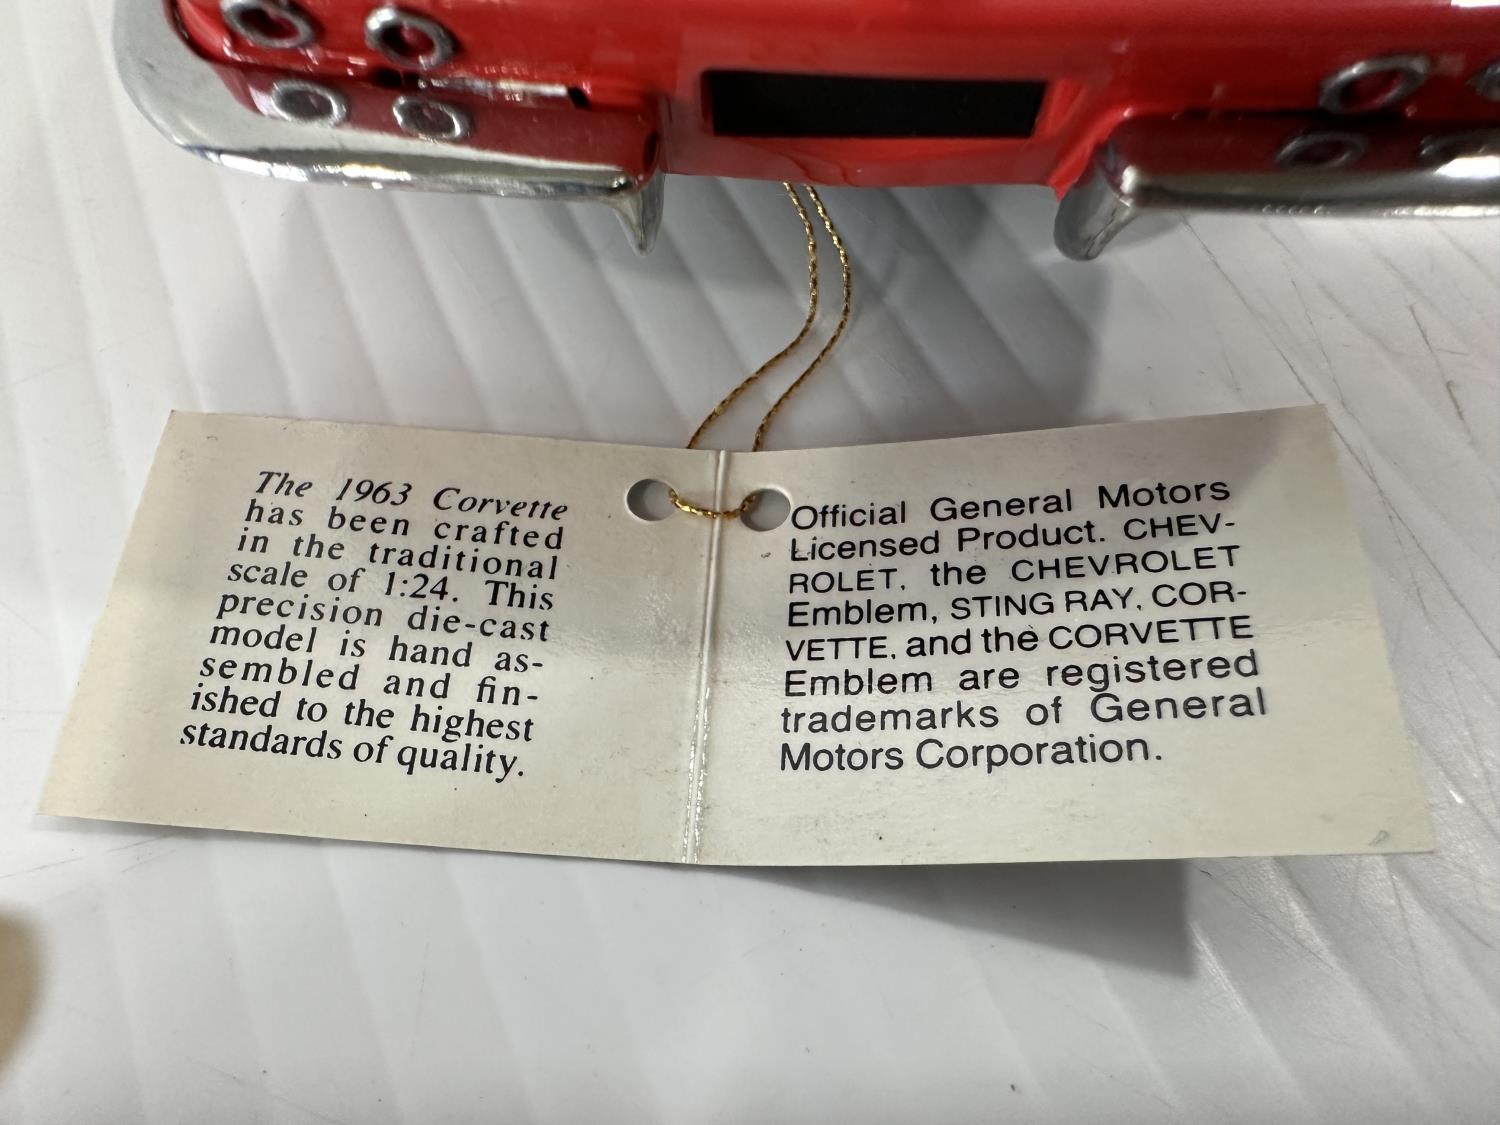 The 1963 Corvette
has been crafted
in the traditional
scale of 1:24. This
precision die-cast
model is hand as-
sembled and fin-
ished to the highest
standards of quality.
Official General Motors
Licensed Product. CHEV-
ROLET, the CHEVROLET
Emblem, STING RAY, COR-
VETTE, and the CORVETTE
Emblem are registered
trademarks of General
Motors Corporation.